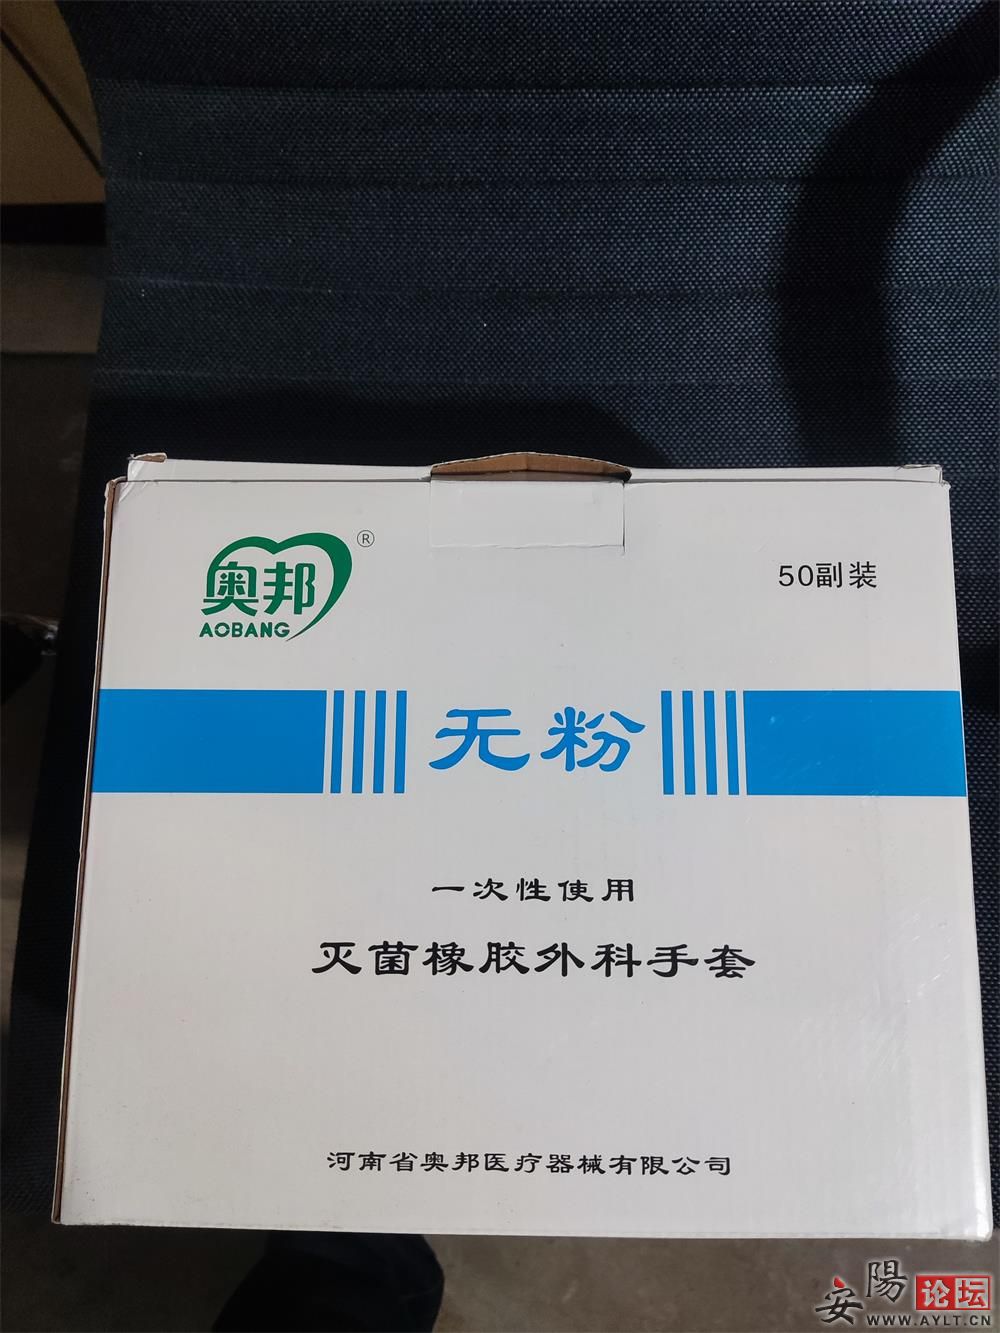 奥邦®
AOBANG
50副装
无粉
一次性使用
灭菌橡胶外科手套
河南省奥邦医疗器械有限公司
安陽论坛
WWW.AYLT.CN